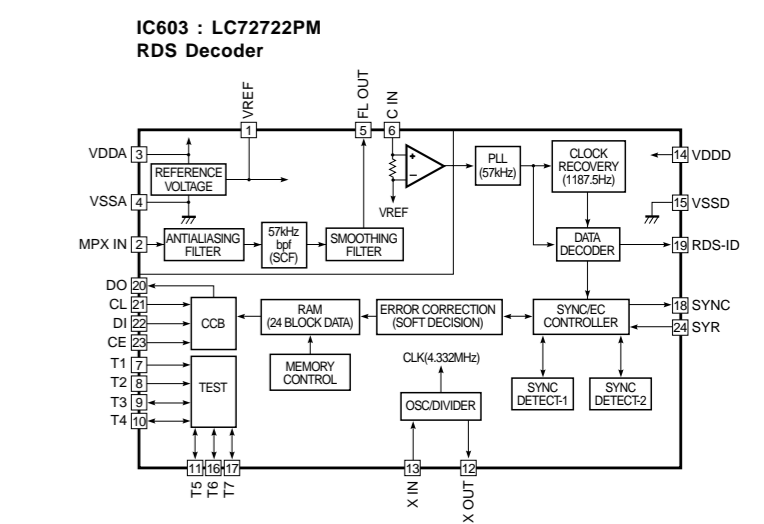 IC603 : LC72722PM
RDS Decoder
VREF
FL OUT
C IN
1
5
6
VDDA 3
REFERENCE
VOLTAGE
VSSA 4
+
–
VREF
PLL
(57kHz)
CLOCK
RECOVERY
(1187.5Hz)
14 VDDD
15 VSSD
MPX IN 2
ANTIALIASING
FILTER
57kHz
bpf
(SCF)
SMOOTHING
FILTER
DATA
DECODER
19 RDS-ID
DO 20
CL 21
DI 22
CE 23
CCB
RAM
(24 BLOCK DATA)
ERROR CORRECTION
(SOFT DECISION)
SYNC/EC
CONTROLLER
18 SYNC
24 SYR
T1 7
T2 8
T3 9
T4 10
TEST
MEMORY
CONTROL
CLK(4.332MHz)
OSC/DIVIDER
SYNC
DETECT-1
SYNC
DETECT-2
11
16
17
13
12
T5
T6
T7
X IN
X OUT